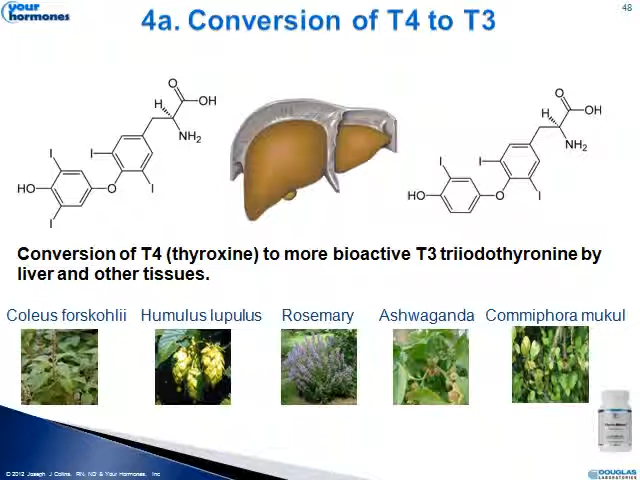 your
hormones
48
4a. Conversion of T4 to T3
O
H
OH
NH2
I
I
HO
O
I
I
O
H
OH
NH2
I
I
HO
O
I
Conversion of T4 (thyroxine) to more bioactive T3 triiodothyronine by
liver and other tissues.
Coleus forskohlii Humulus lupulus Rosemary Ashwaganda Commiphora mukul
© 2012 Joseph J Collins, RN, ND & Your Hormones, Inc
DOUGLAS
LABORATORIES